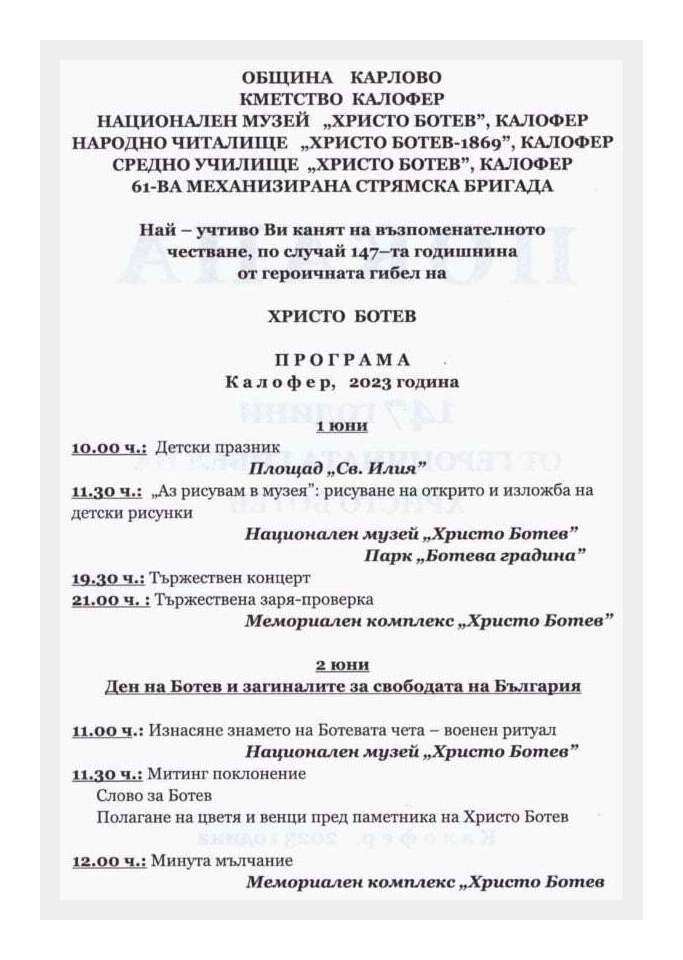 ОБЩИНА КАРЛОВО
КМЕТСТВО КАЛОФЕР
НАЦИОНАЛЕН МУЗЕЙ „ХРИСТО БОТЕВ”, КАЛОФЕР
НАРОДНО ЧИТАЛИЩЕ „ХРИСТО БОТЕВ-1869”, КАЛОФЕР
СРЕДНО УЧИЛИЩЕ „ХРИСТО БОТЕВ”, КАЛОФЕР
61-ВА МЕХАНИЗИРАНА СТРЯМСКА БРИГАДА
Най – учтиво Ви канят на възпоменателното
честване, по случай 147–та годишнина
от героичната гибел на
ХРИСТО БОТЕВ
П Р О Г Р А М А
К а л о ф е р, 2023 година
1 юни
10.00 ч.: Детски празник
Площад „Св. Илия”
11.30 ч.: „Аз рисувам в музея”: рисуване на открито и изложба на
детски рисунки
Национален музей „Христо Ботев”
Парк „Ботева градина”
19.30 ч.: Тържествен концерт
21.00 ч. : Тържествена заря-проверка
Мемориален комплекс „Христо Ботев”
2 юни
Ден на Ботев и загиналите за свободата на България
11.00 ч.: Изнасяне знамето на Ботевата чета – военен ритуал
Национален музей „Христо Ботев”
11.30 ч.: Митинг поклонение
Слово за Ботев
Полагане на цветя и венци пред паметника на Христо Ботев
12.00 ч.: Минута мълчание
Мемориален комплекс „Христо Ботев